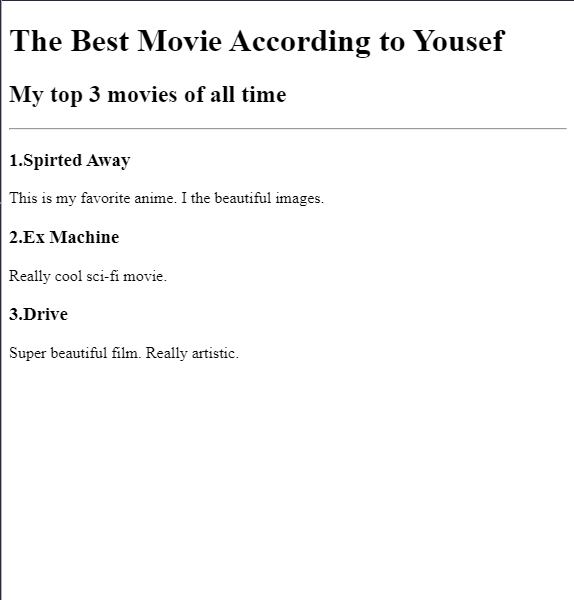 The Best Movie According to Yousef
My top 3 movies of all time
1.Spirted Away
This is my favorite anime. I the beautiful images.
2.Ex Machine
Really cool sci-fi movie.
3.Drive
Super beautiful film. Really artistic.